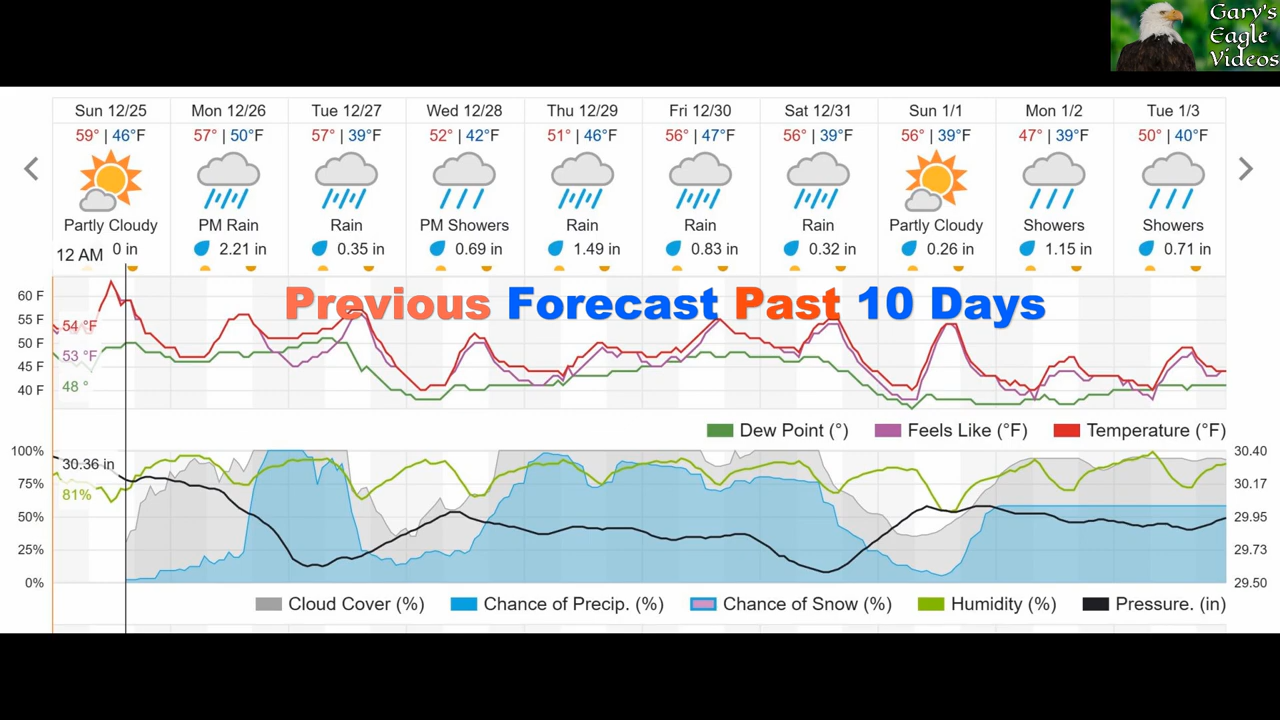 Gary's
Eagle
Videos
Sun 12/25 Mon 12/26 Tue 12/27 Wed 12/28 Thu 12/29 Fri 12/30 Sat 12/31 Sun 1/1 Mon 1/2 Tue 1/3
59° | 46°F 57° | 50°F 57° | 39°F 52° | 42°F 51° | 46°F 56° | 47°F 56° | 39°F 56° | 39°F 47° | 39°F 50° | 40°F
Partly Cloudy PM Rain Rain PM Showers Rain Rain Rain Partly Cloudy Showers Showers
12 AM 0 in 2.21 in 0.35 in 0.69 in 1.49 in 0.83 in 0.32 in 0.26 in 1.15 in 0.71 in
Previous Forecast Past 10 Days
60 F
55 F
54 °F
50 F
53 °F
45 F
48 °
40 F
Dew Point (°) Feels Like (°F) Temperature (°F)
100% 30.40
30.36 in
75% 30.17
81%
50% 29.95
25% 29.73
0% 29.50
Cloud Cover (%) Chance of Precip. (%) Chance of Snow (%) Humidity (%) Pressure. (in)